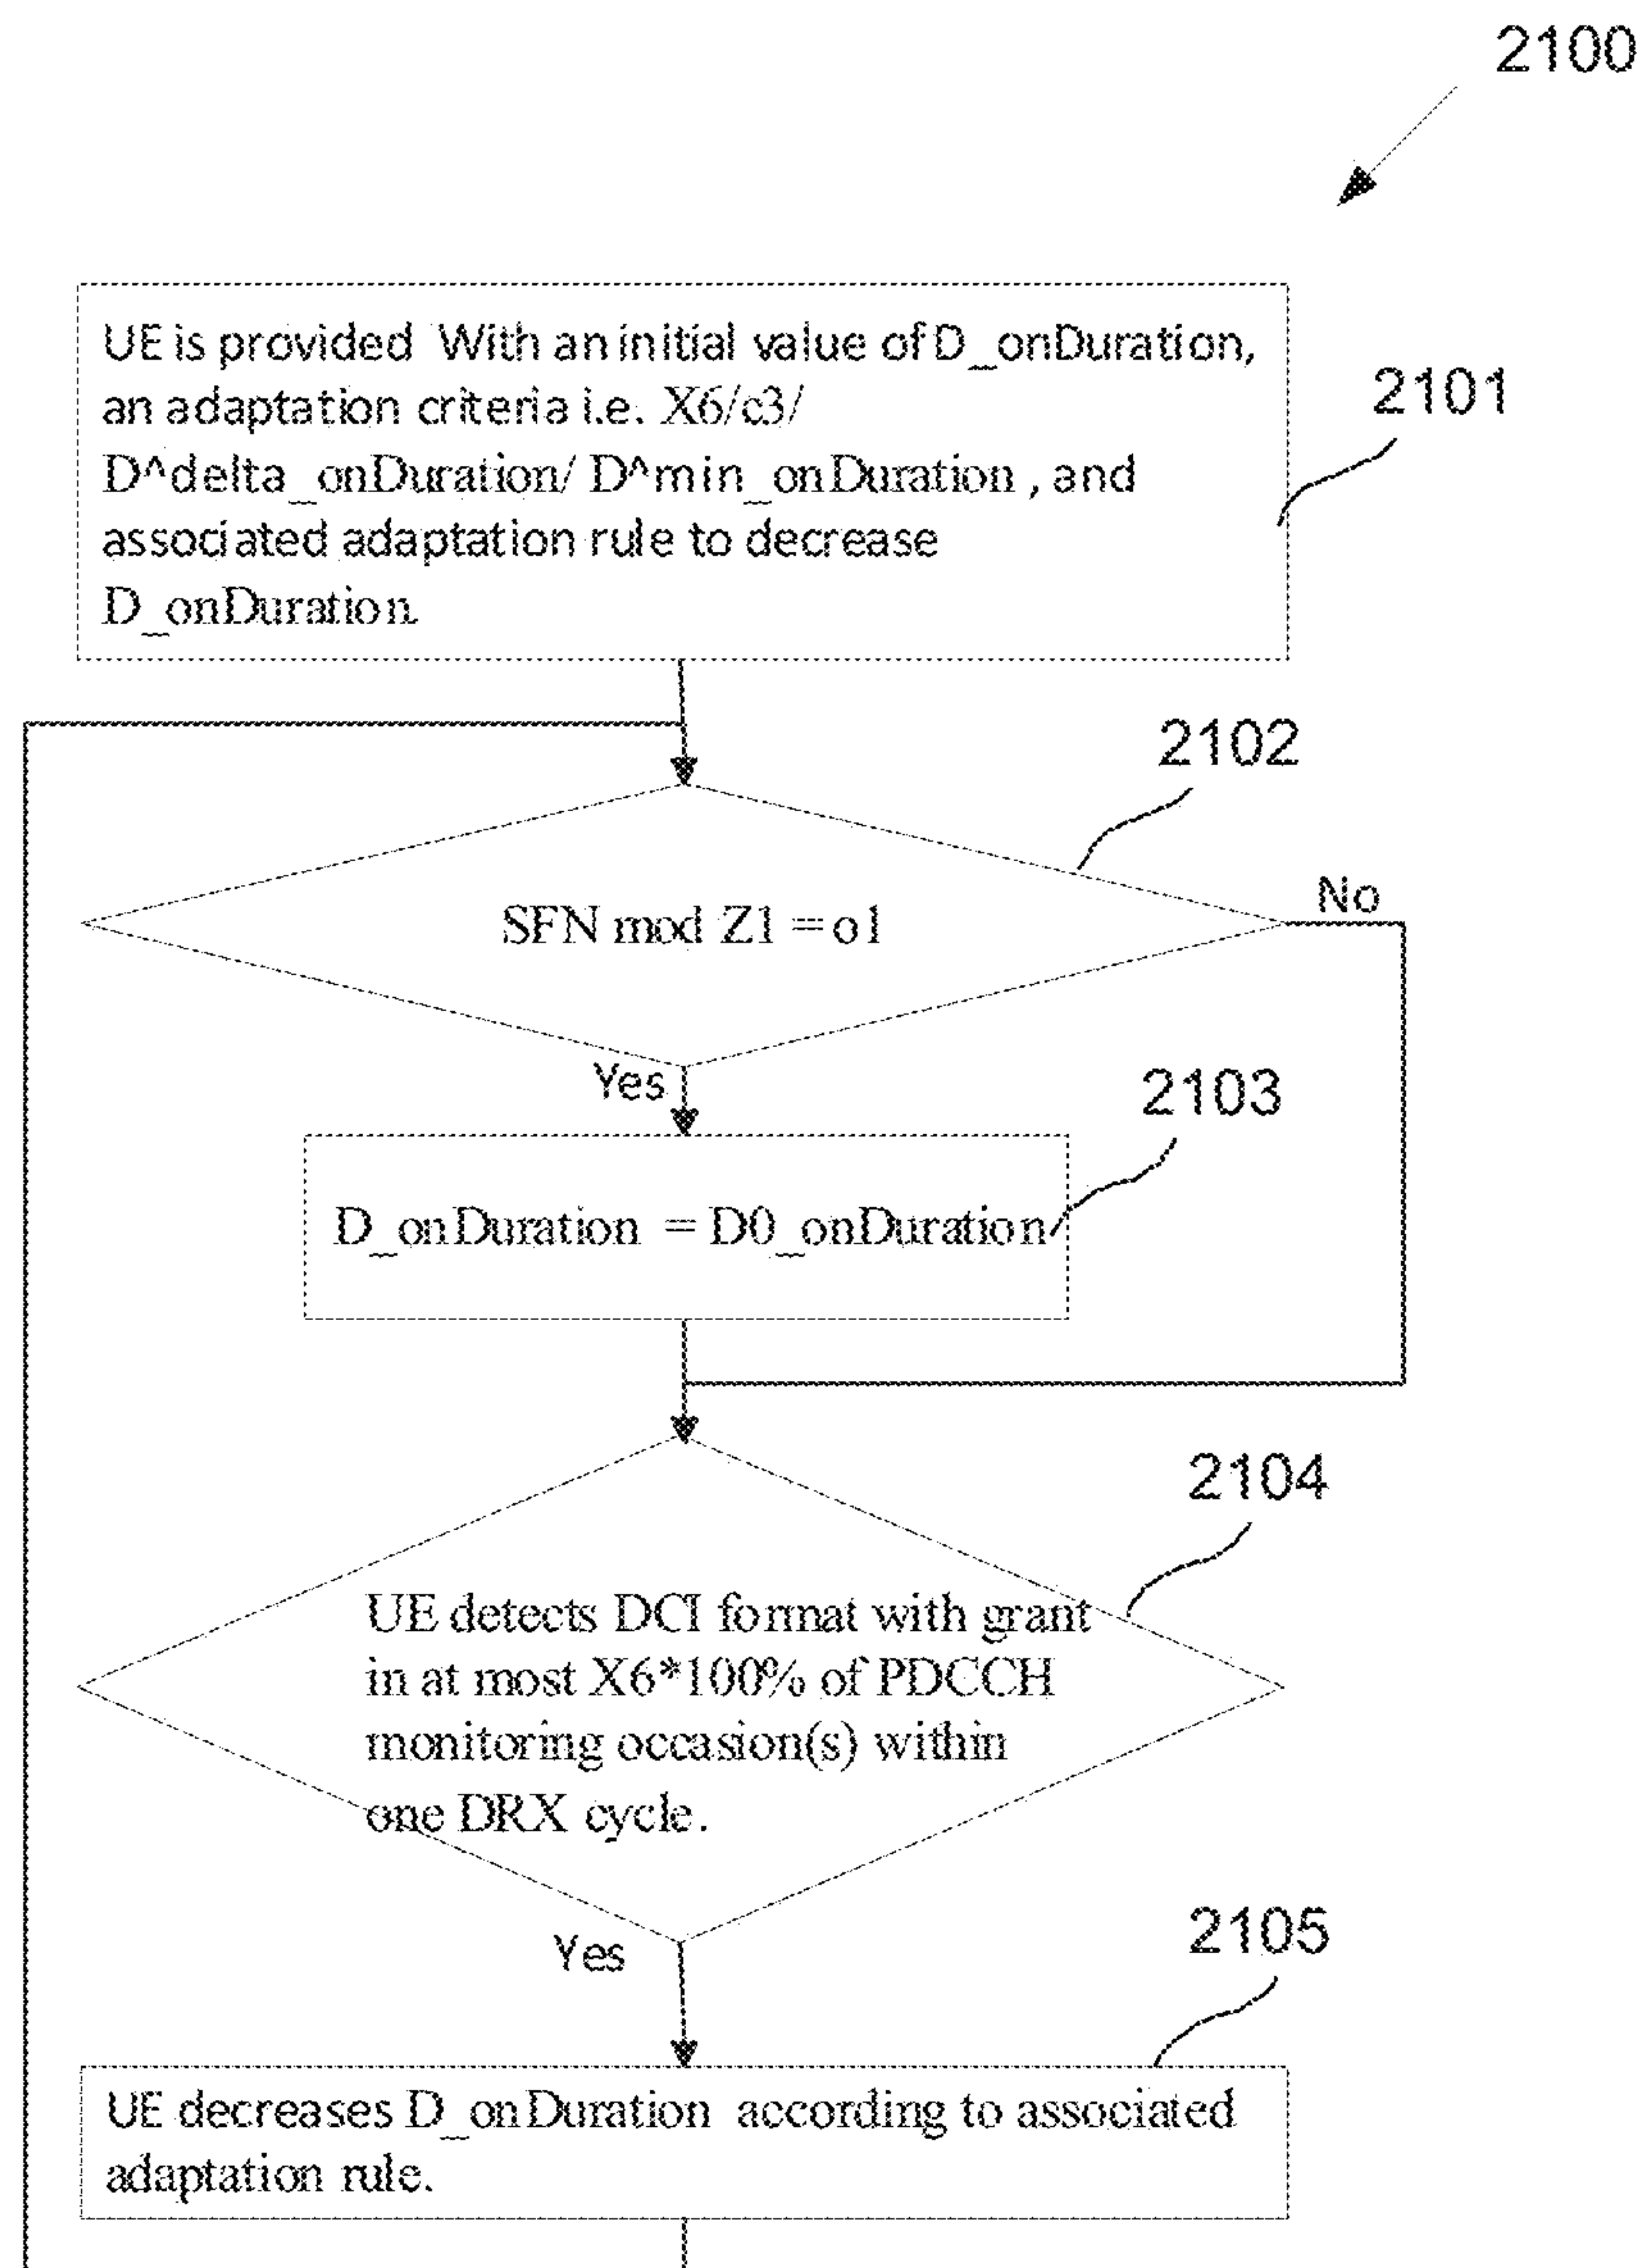 2100
UE is provided With an initial value of D_onDuration,
an adaptation criteria i.e. X6/c3/
D^delta_onDuration/ D^min_onDuration , and
associated adaptation rule to decrease
D_onDuration.
2101
2102
SFN mod Z1 = o1
No
Yes
2103
D_onDuration = D0_onDuration
2104
UE detects DCI format with grant
in at most X6*100% of PDCCH
monitoring occasion(s) within
one DRX cycle.
Yes
2105
UE decreases D_onDuration according to associated
adaptation rule.